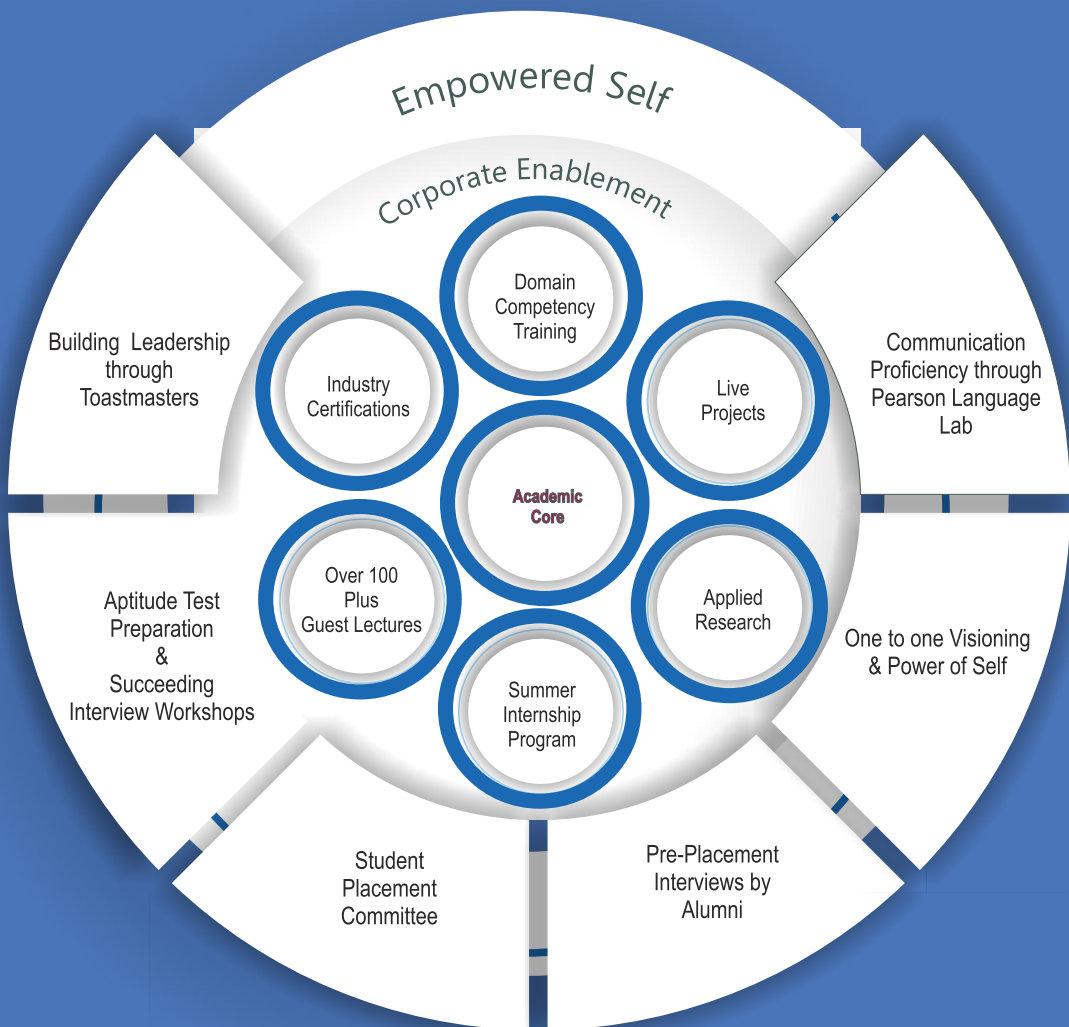 Empowered Self
Corporate Enablement
Domain
Competency
Training
Industry
Certifications
Live
Projects
Academic
Core
Over 100
Plus
Guest Lectures
Applied
Research
Summer
Internship
Program
Building Leadership
through
Toastmasters
Communication
Proficiency through
Pearson Language
Lab
Aptitude Test
Preparation
&
Succeeding
Interview Workshops
One to one Visioning
& Power of Self
Student
Placement
Committee
Pre-Placement
Interviews by
Alumni